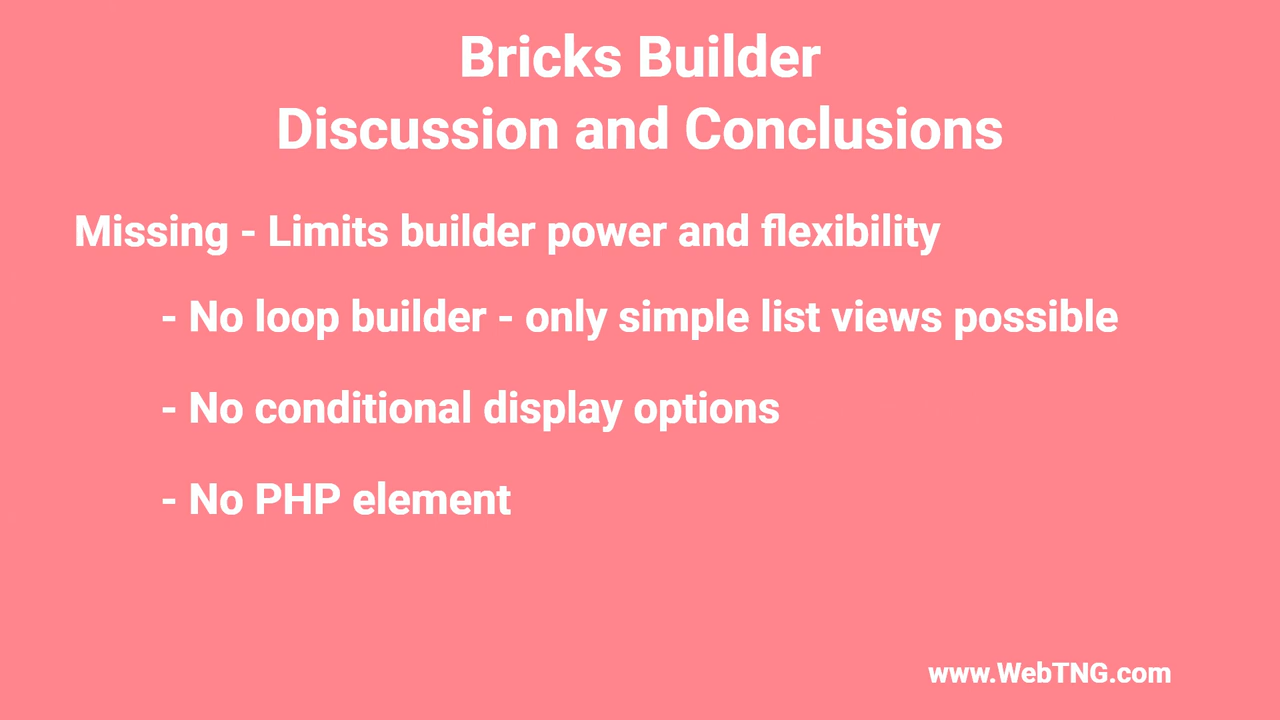 Bricks Builder
Discussion and Conclusions
Missing - Limits builder power and flexibility
- No loop builder - only simple list views possible
- No conditional display options
- No PHP element
www.WebTNG.com